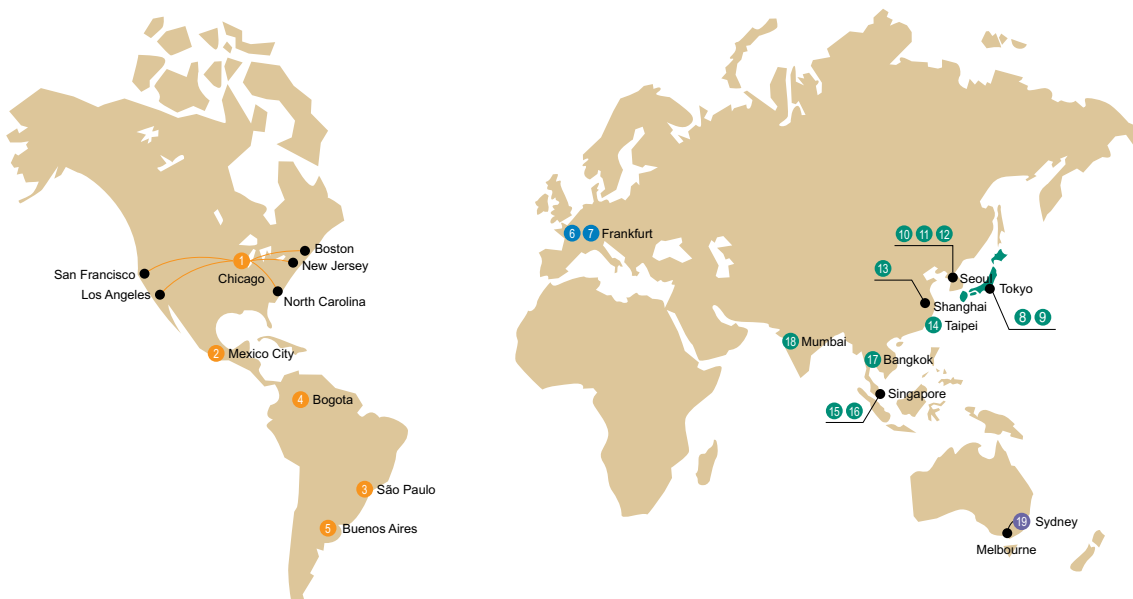 1
Chicago
Boston
New Jersey
North Carolina
San Francisco
Los Angeles
2 Mexico City
4 Bogota
3 São Paulo
5 Buenos Aires
6 7 Frankfurt
10 11 12
Seoul
13
Shanghai
Tokyo
8 9
14 Taipei
18 Mumbai
17 Bangkok
Singapore
15 16
19 Sydney
Melbourne